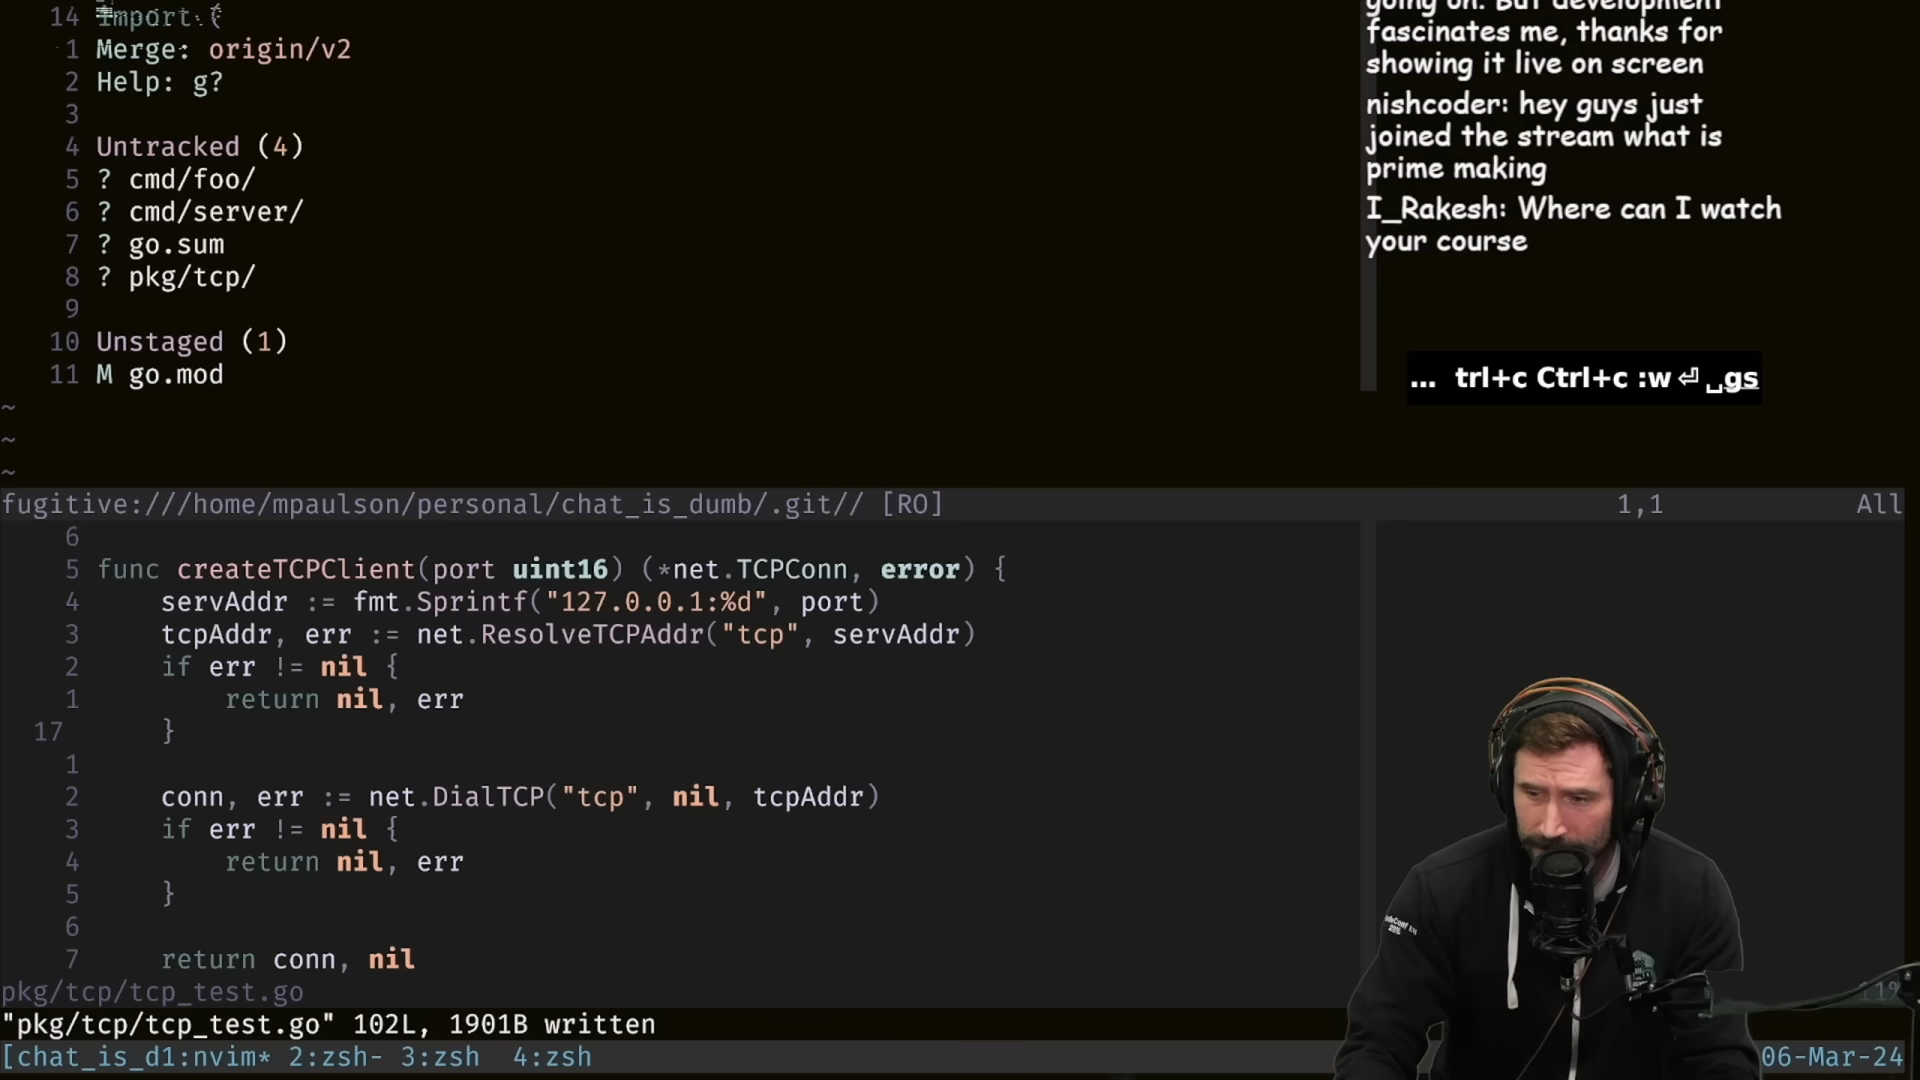 14 import (
1 Merge: origin/v2
2 Help: g?
3
4 Untracked (4)
5 ? cmd/foo/
6 ? cmd/server/
7 ? go.sum
8 ? pkg/tcp/
9
10 Unstaged (1)
11 M go.mod
~
~
~
fugitive:///home/mpaulson/personal/chat_is_dumb/.git// [RO] 1,1 All
6
5 func createTCPClient(port uint16) (*net.TCPConn, error) {
4 servAddr := fmt.Sprintf("127.0.0.1:%d", port)
3 tcpAddr, err := net.ResolveTCPAddr("tcp", servAddr)
2 if err != nil {
1 return nil, err
17 }
1
2 conn, err := net.DialTCP("tcp", nil, tcpAddr)
3 if err != nil {
4 return nil, err
5 }
6
7 return conn, nil
pkg/tcp/tcp_test.go
"pkg/tcp/tcp_test.go" 102L, 1901B written
[chat_is_d1:nvim* 2:zsh- 3:zsh 4:zsh 06-Mar-24
going on. But development
fascinates me, thanks for
showing it live on screen
nishcoder: hey guys just
joined the stream what is
prime making
I_Rakesh: Where can I watch
your course
... trl+c Ctrl+c :w⏎ ␣gs